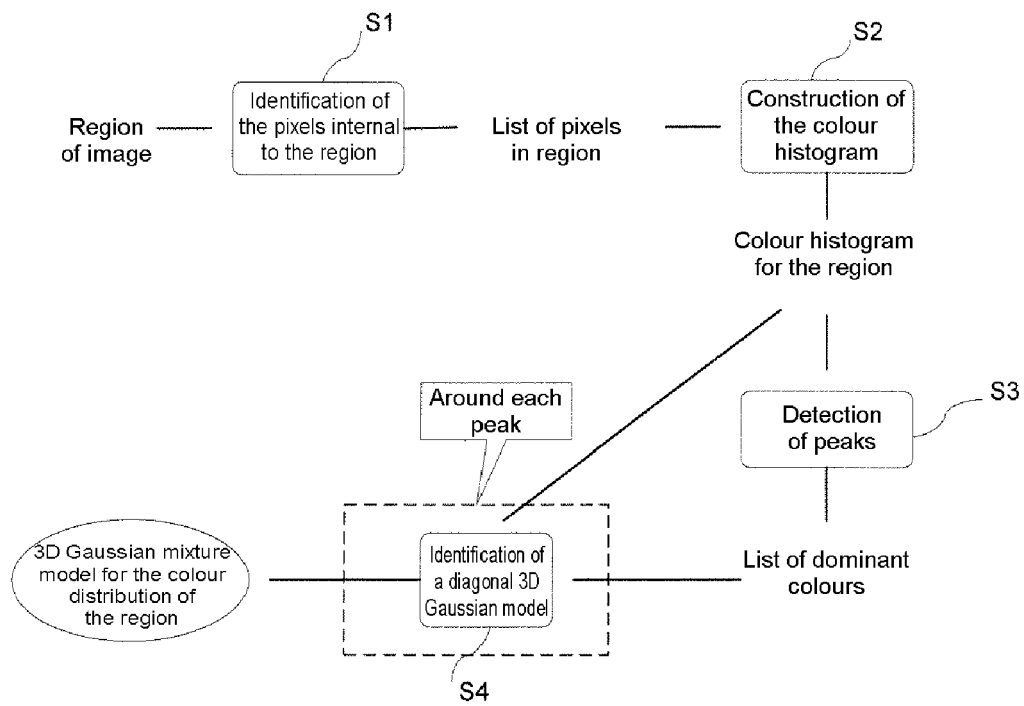 S1
S2
Region
of image
Identification of
the pixels internal
to the region
List of pixels
in region
Construction of
the colour
histogram
Colour histogram
for the region
S3
Detection
of peaks
Around each
peak
List of dominant
colours
Identification of
a diagonal 3D
Gaussian model
3D Gaussian mixture
model for the colour
distribution of
the region
S4